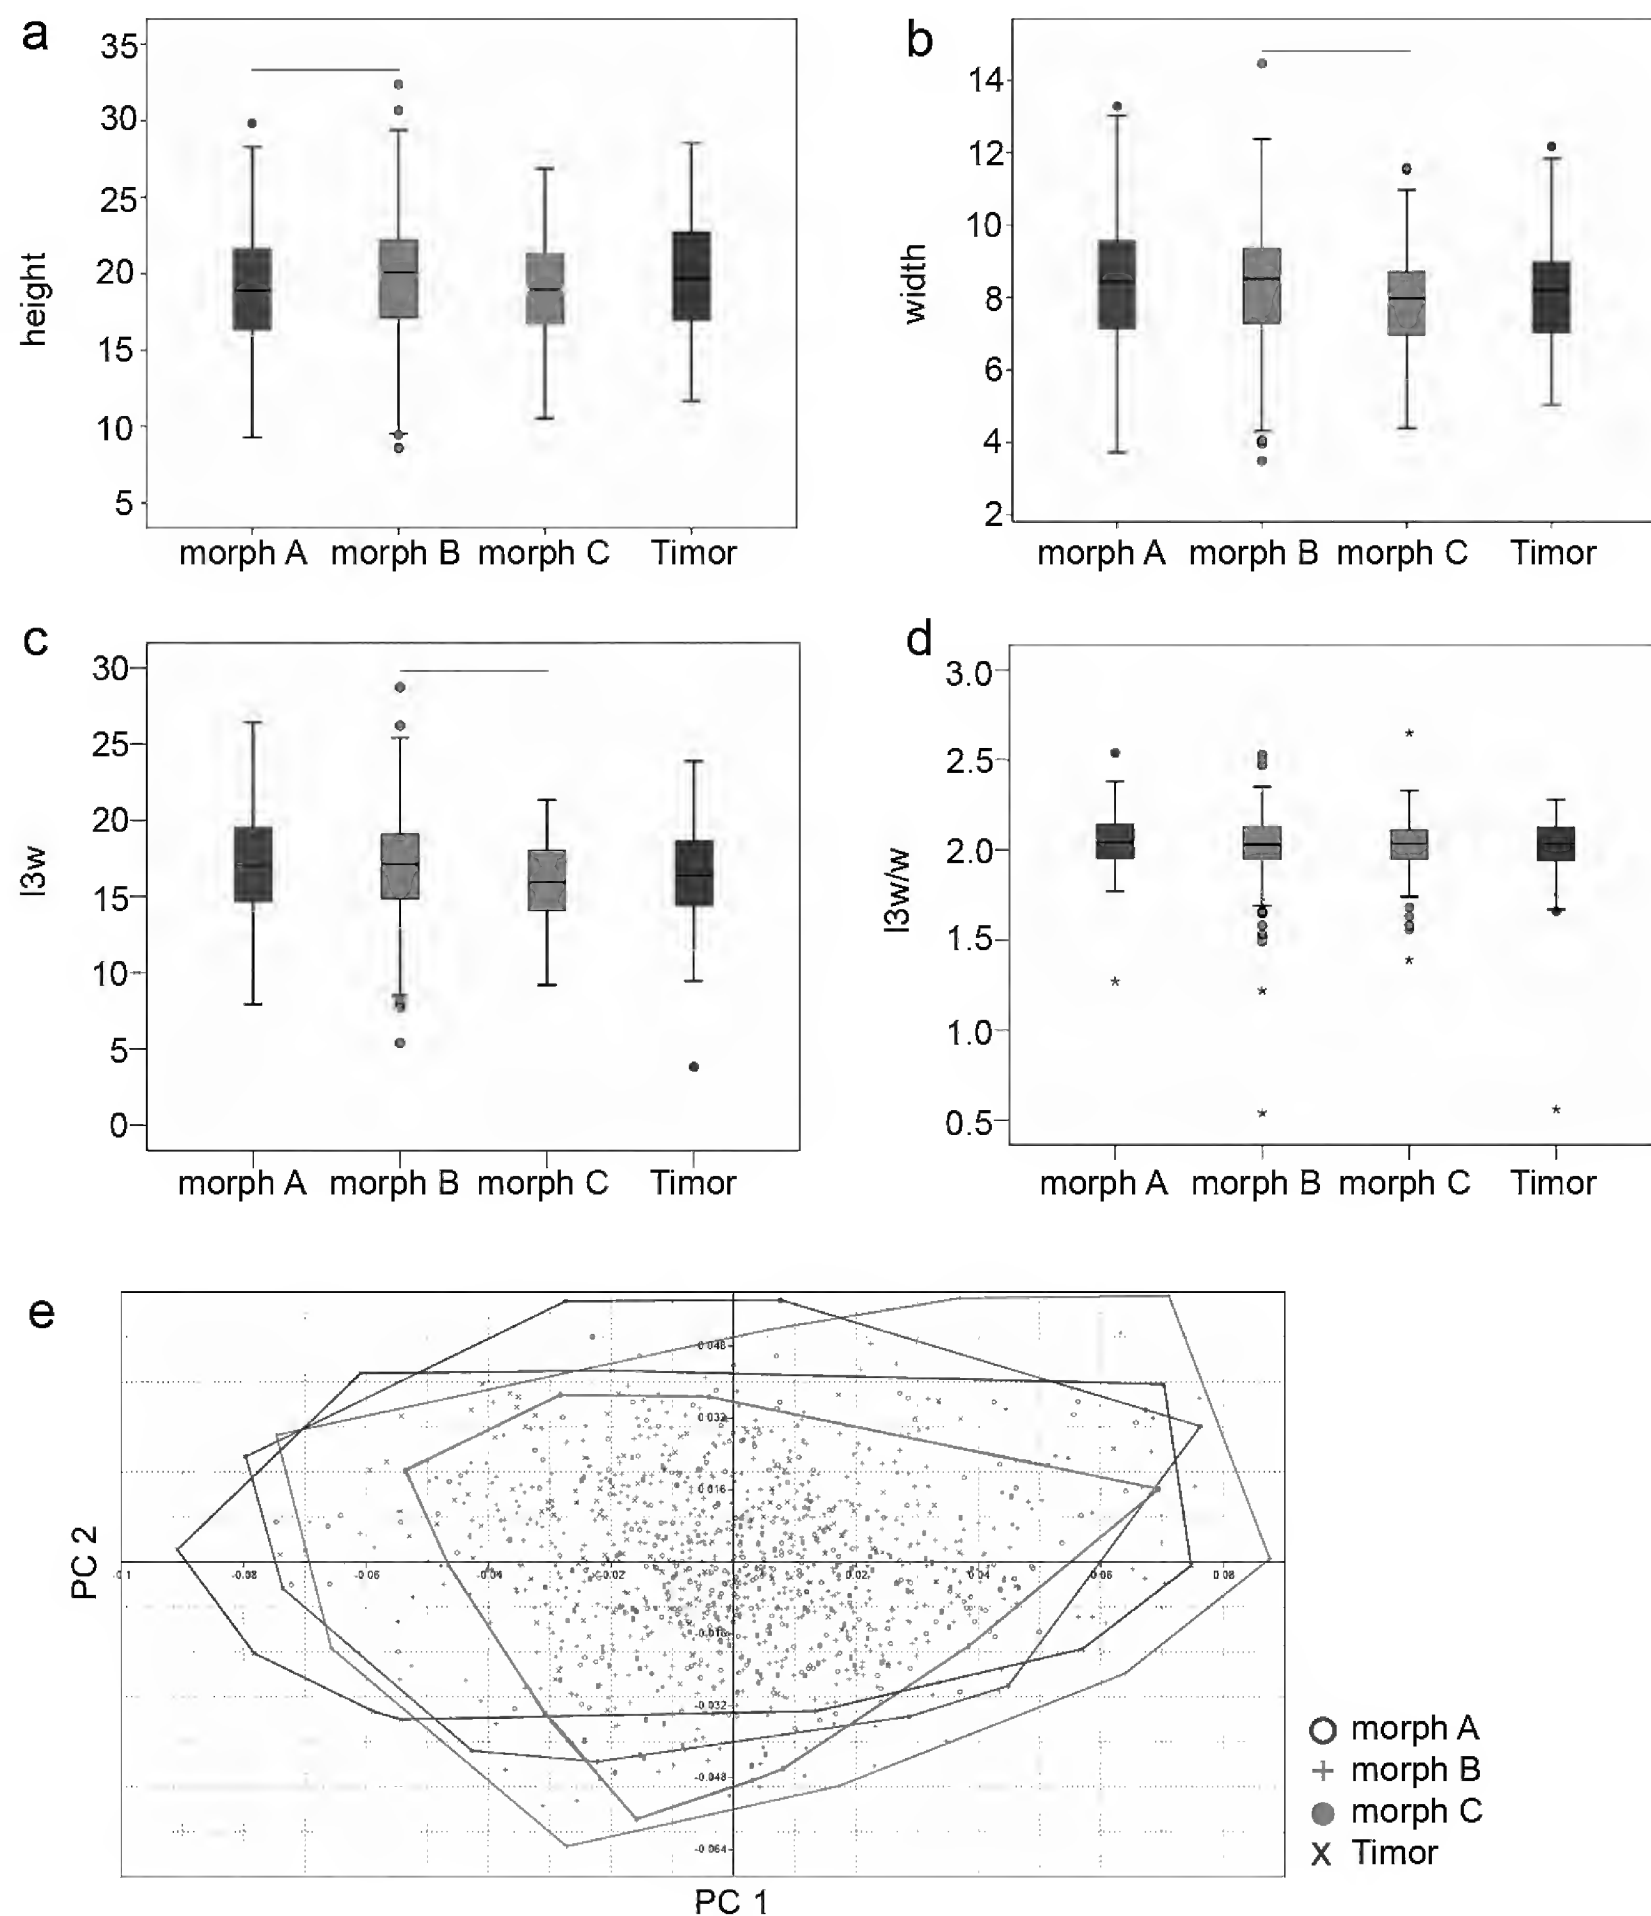 a
35
30
25
20
15
10
5
height
morph A morph B morph C Timor
b
14
12
10
8
6
4
2
width
morph A morph B morph C Timor
c
30
25
20
15
10
5
0
l3w
morph A morph B morph C Timor
d
3.0
2.5
2.0
1.5
1.0
0.5
l3w/w
morph A morph B morph C Timor
e
PC 2
0.048
0.032
0.016
-0.1 -0.08 -0.06 -0.04 -0.02 0.02 0.04 0.06 0.08
-0.016
-0.032
-0.048
-0.064
PC 1
morph A
morph B
morph C
Timor